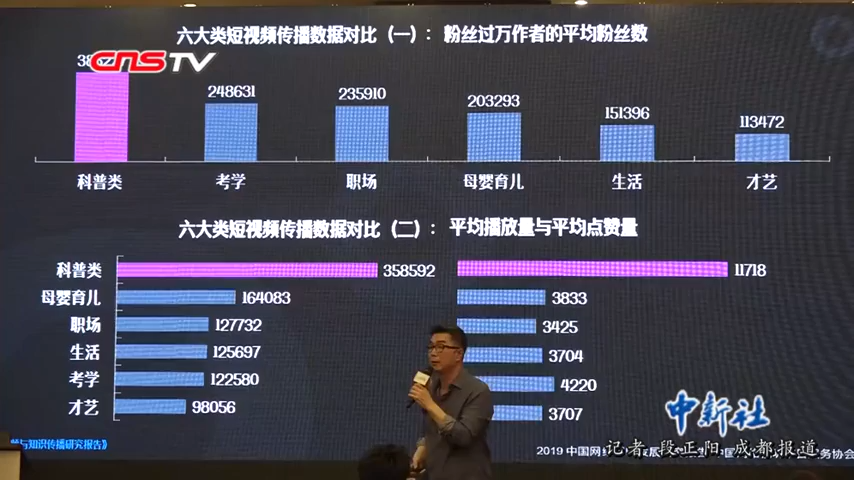 六大类短视频传播数据对比（一）：粉丝过万作者的平均粉丝数
CNSTV
248631
235910
203293
151396
113472
科普类
考学
职场
母婴育儿
生活
才艺
六大类短视频传播数据对比（二）：平均播放量与平均点赞量
科普类 358592 11718
母婴育儿 164083 3833
职场 127732 3425
生活 125697 3704
考学 122580 4220
才艺 98056 3707
中新社
记者 段正阳 成都报道
与知识传播研究报告》
2019 中国网